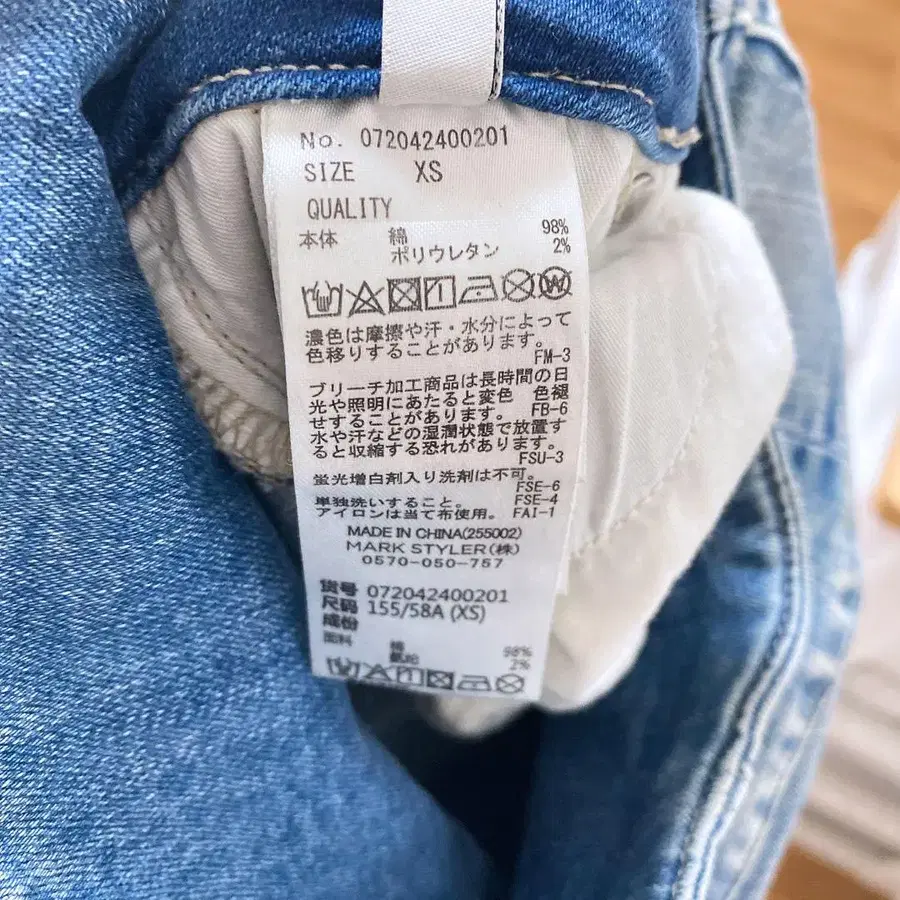 No. 072042400201
SIZE XS
QUALITY
本体 綿 98%
ポリウレタン 2%
濃色は摩擦や汗・水分によって
色移りすることがあります。 FM-3
ブリーチ加工商品は長時間の日
光や照明にあたると変色 色褪
せすることがあります。 FB-6
水や汗などの湿潤状態で放置す
ると収縮する恐れがあります。
FSU-3
蛍光増白剤入り洗剤は不可。
FSE-6
単独洗いすること。 FSE-4
アイロンは当て布使用。 FAI-1
MADE IN CHINA(255002)
MARK STYLER(株)
0570-050-757
货号 072042400201
尺码 155/58A (XS)
成份
面料 棉 98%
氨纶 2%